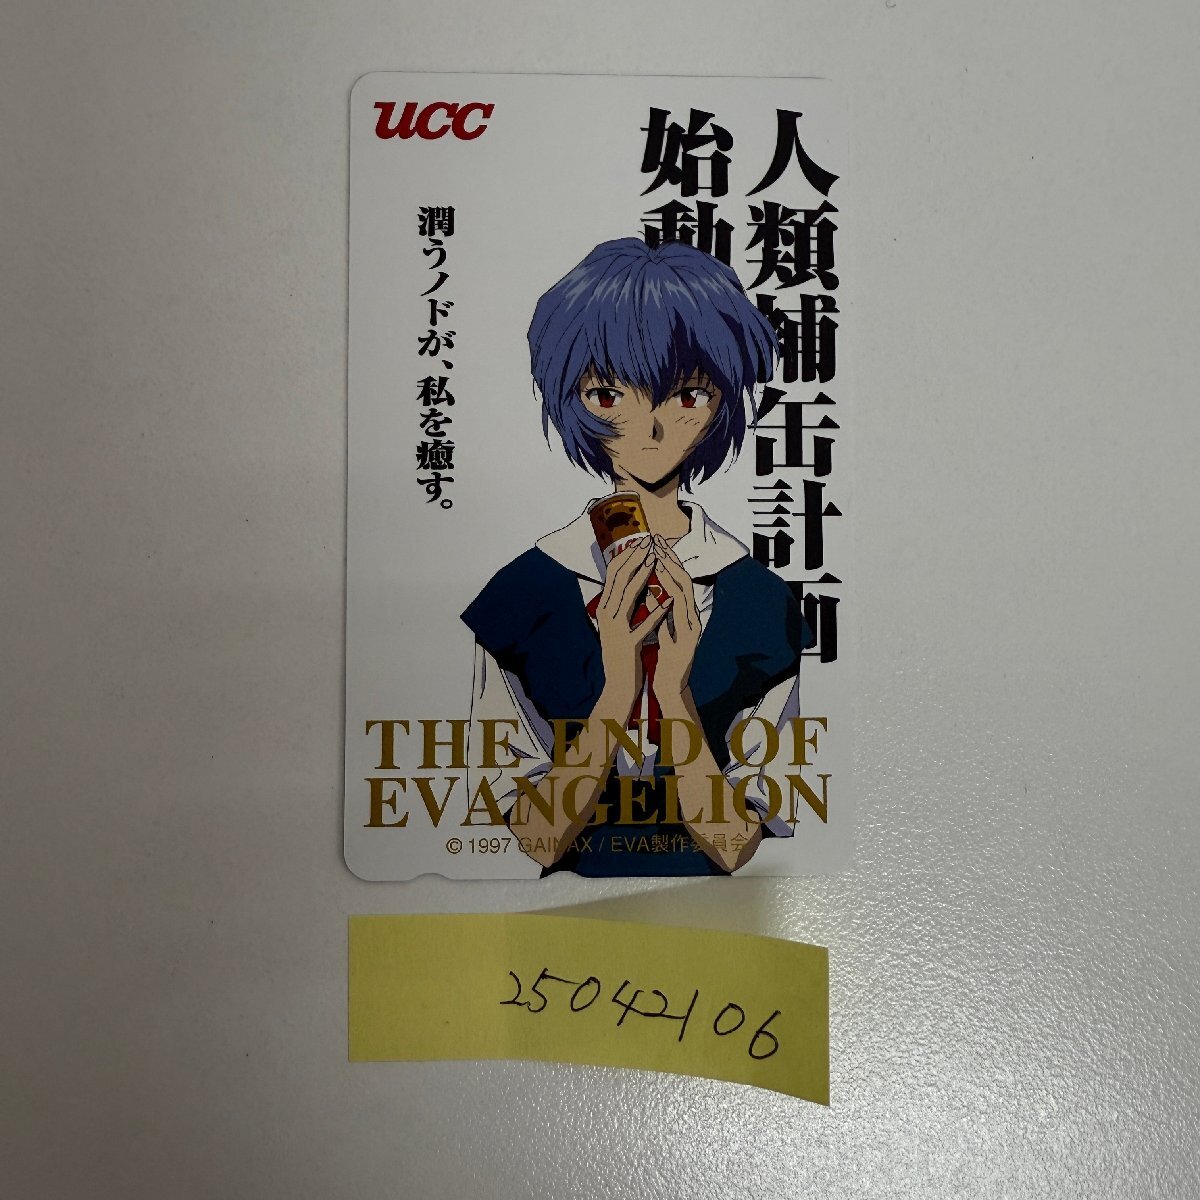 UCC
人類補缶計画
始動
潤うノドが、私を癒す。
UCC
THE END OF
EVANGELION
© 1997 GAINAX / EVA製作委員会
25042106